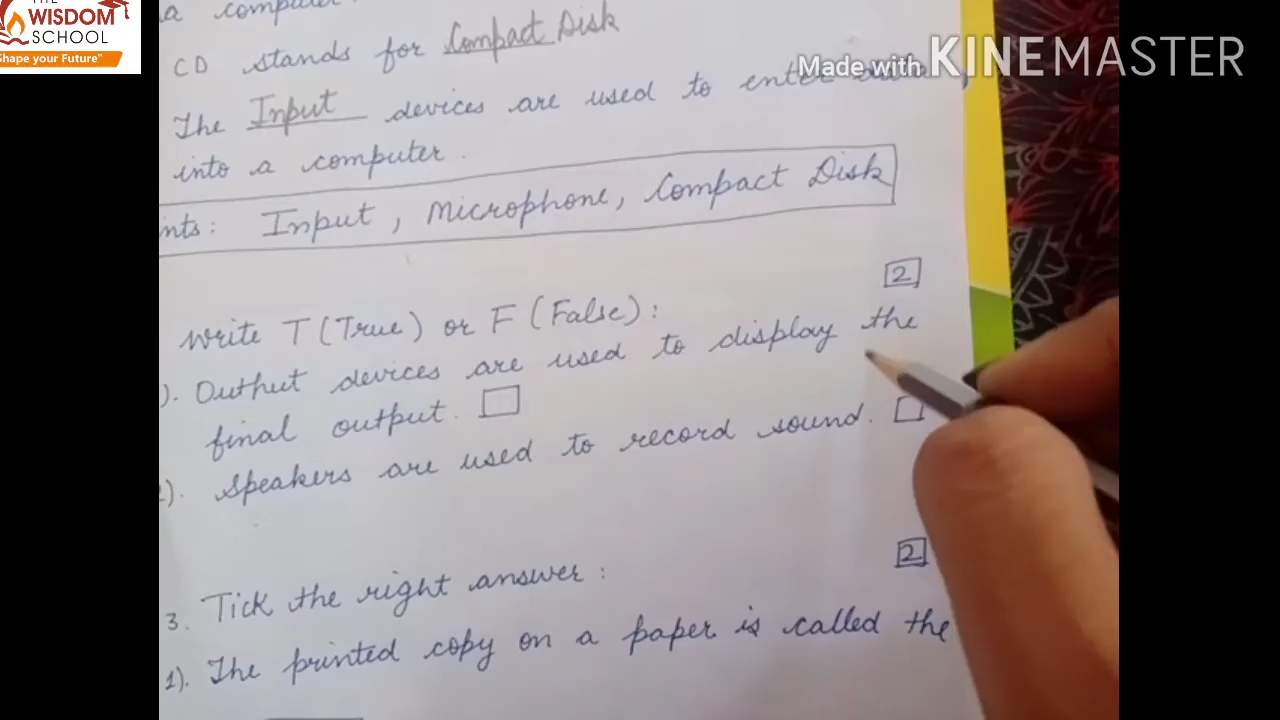 THE
WISDOM
SCHOOL
Shape your Future"
Made with KINEMASTER
a computer.
CD stands for Compact Disk
The Input devices are used to enter
into a computer.
nts: Input, Microphone, Compact Disk
2
Write T (True) or F (False):
). Output devices are used to display the
final output.
). Speakers are used to record sound.
2
3. Tick the right answer:
1). The printed copy on a paper is called the